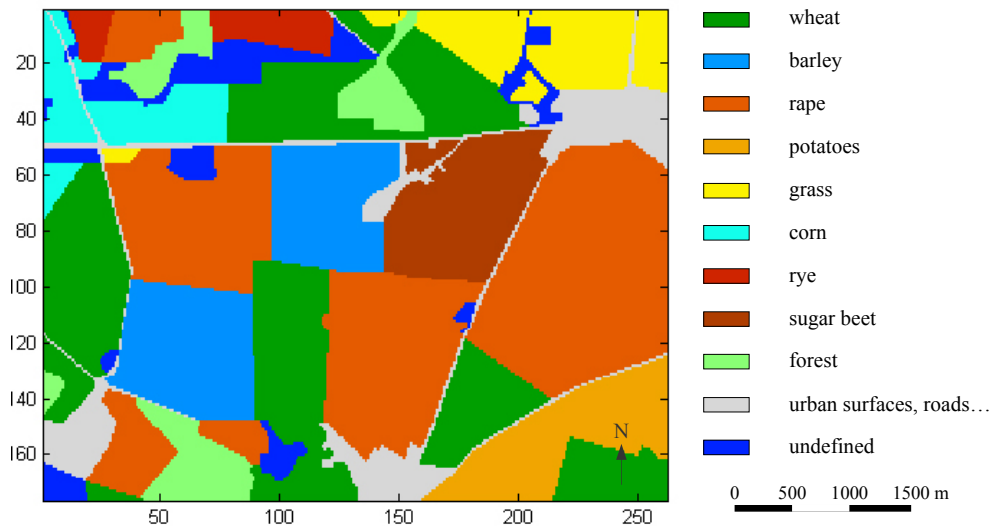 20
40
60
80
100
120
140
160
50
100
150
200
250
N
wheat
barley
rape
potatoes
grass
corn
rye
sugar beet
forest
urban surfaces, roads…
undefined
0 500 1000 1500 m